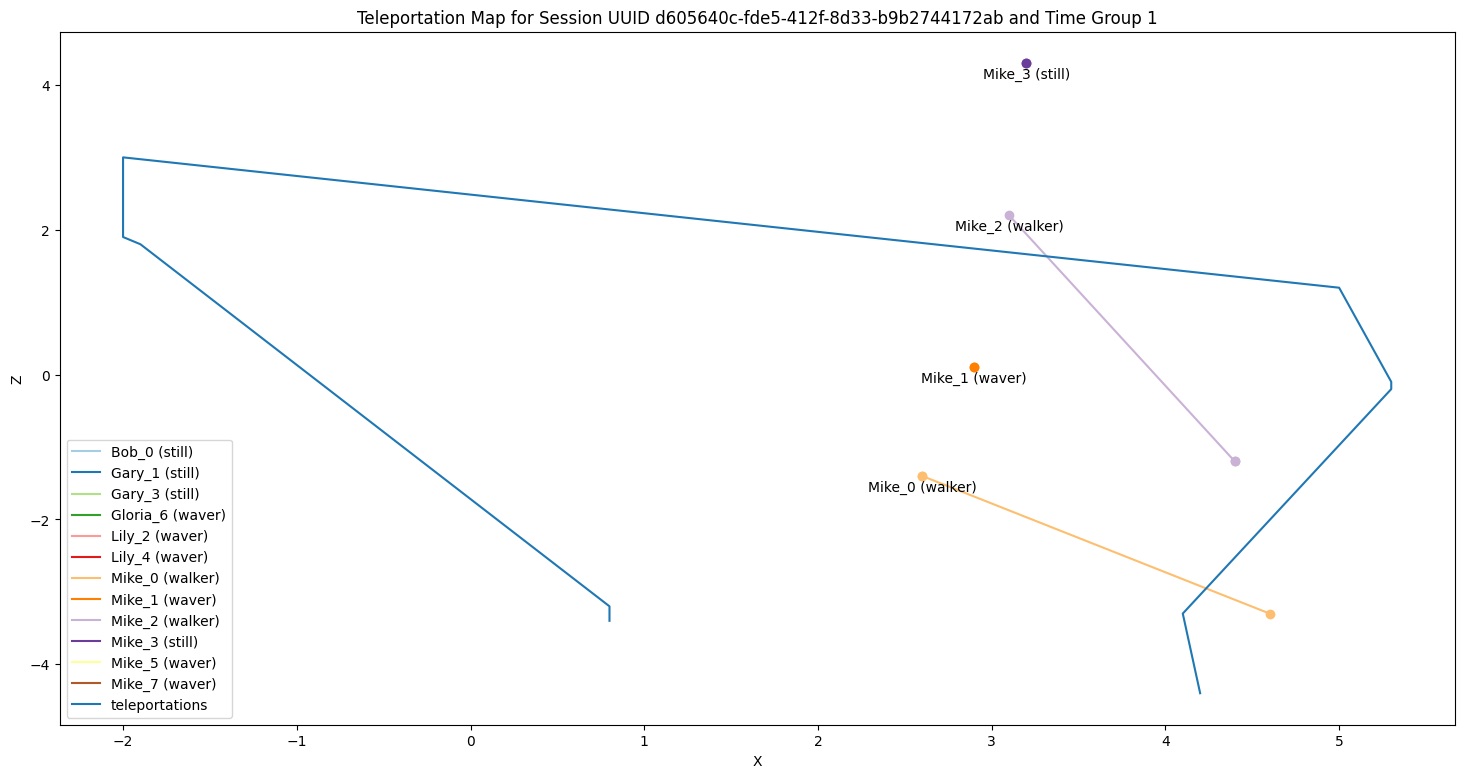 Teleportation Map for Session UUID d605640c-fde5-412f-8d33-b9b2744172ab and Time Group 1
Mike_3 (still)
Mike_2 (walker)
Mike_1 (waver)
Mike_0 (walker)
Z
4
2
0
−2
−4
Bob_0 (still)
Gary_1 (still)
Gary_3 (still)
Gloria_6 (waver)
Lily_2 (waver)
Lily_4 (waver)
Mike_0 (walker)
Mike_1 (waver)
Mike_2 (walker)
Mike_3 (still)
Mike_5 (waver)
Mike_7 (waver)
teleportations
−2 −1 0 1 2 3 4 5
X